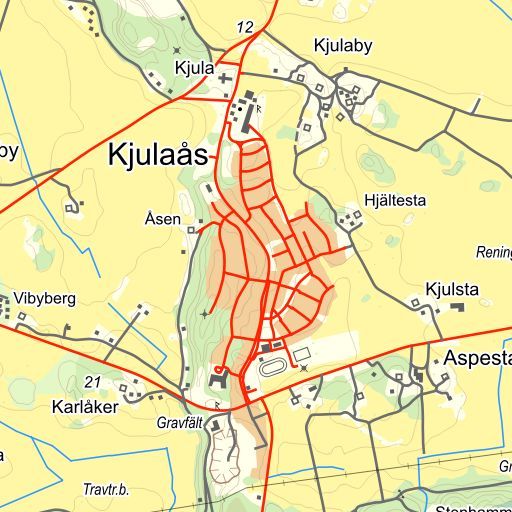 12
Kjulaby
Kjula
by
Kjulaås
Hjältesta
Åsen
Rening
Kjulsta
Vibyberg
Aspesta
21
Karlåker
Gravfält
a
Travtr.b.
Gr
Stenhamm